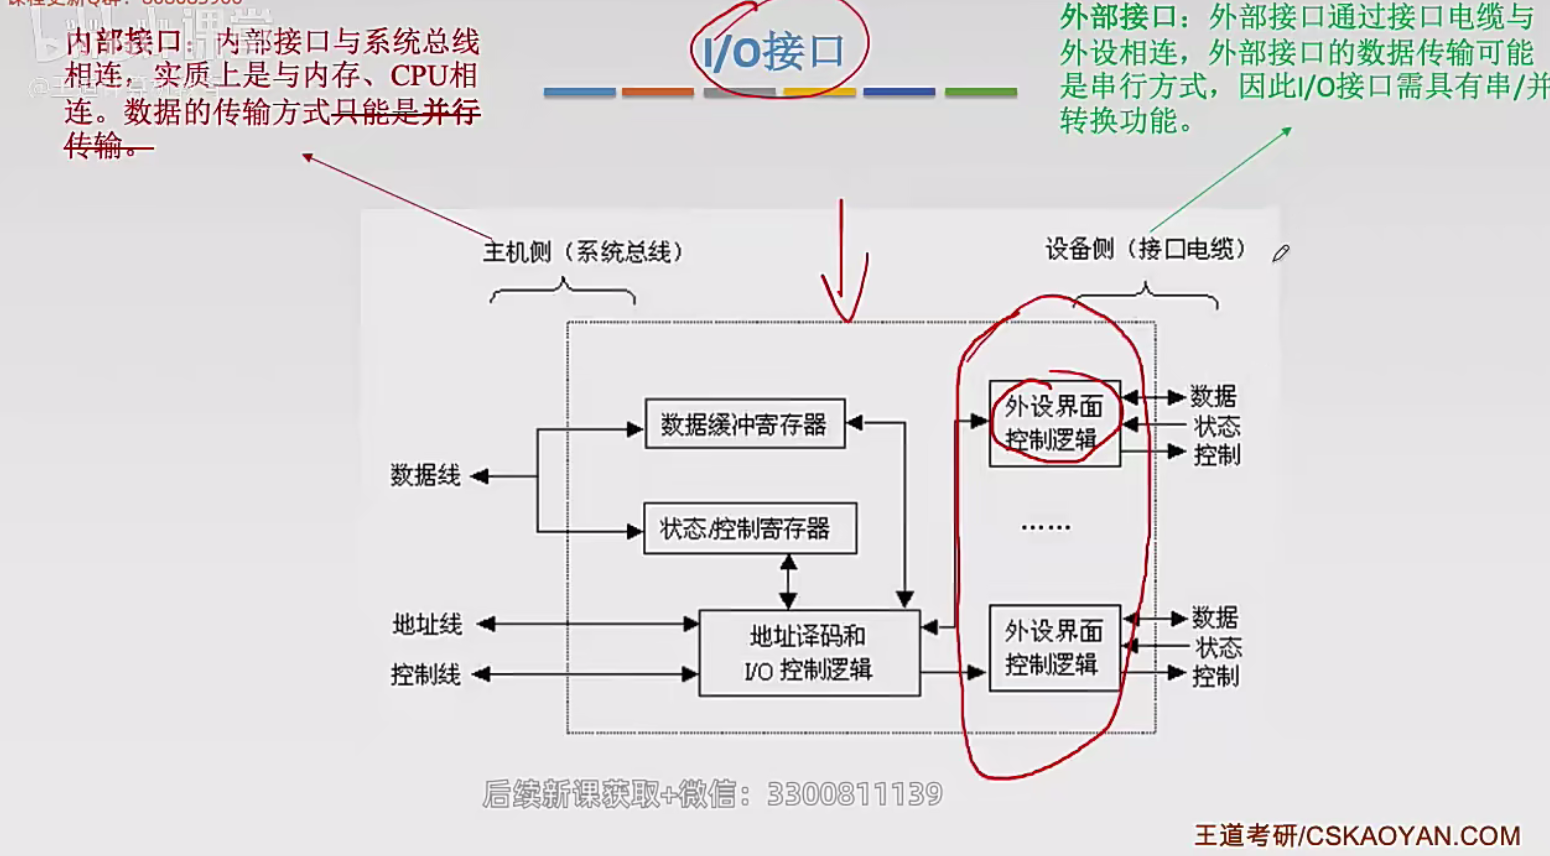 内部接口：内部接口与系统总线
相连，实质上是与内存、CPU相
连。数据的传输方式只能是并行
传输。
I/O接口
外部接口：外部接口通过接口电缆与
外设相连，外部接口的数据传输可能
是串行方式，因此I/O接口需具有串/并
转换功能。
主机侧（系统总线）
设备侧（接口电缆）
数据缓冲寄存器
外设界面
控制逻辑
数据
状态
控制
数据线
状态/控制寄存器
……
地址线
控制线
地址译码和
I/O 控制逻辑
外设界面
控制逻辑
数据
状态
控制
后续新课获取+微信：3300811139
王道考研/CSKAOYAN.COM